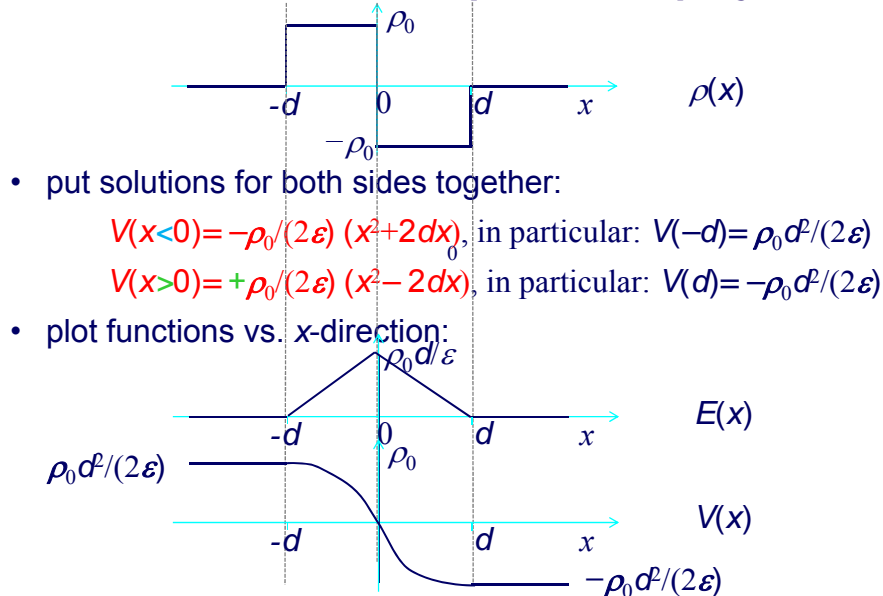 ρ₀
-d 0 d x ρ(x)
−ρ₀
• put solutions for both sides together:
V(x<0)= −ρ₀/(2ε) (x²+2dx), in particular: V(−d)= ρ₀d²/(2ε)
0
V(x>0)= +ρ₀/(2ε) (x²− 2dx), in particular: V(d)= −ρ₀d²/(2ε)
• plot functions vs. x-direction:
ρ₀d/ε
-d 0 d x E(x)
ρ₀
ρ₀d²/(2ε)
-d d x V(x)
−ρ₀d²/(2ε)